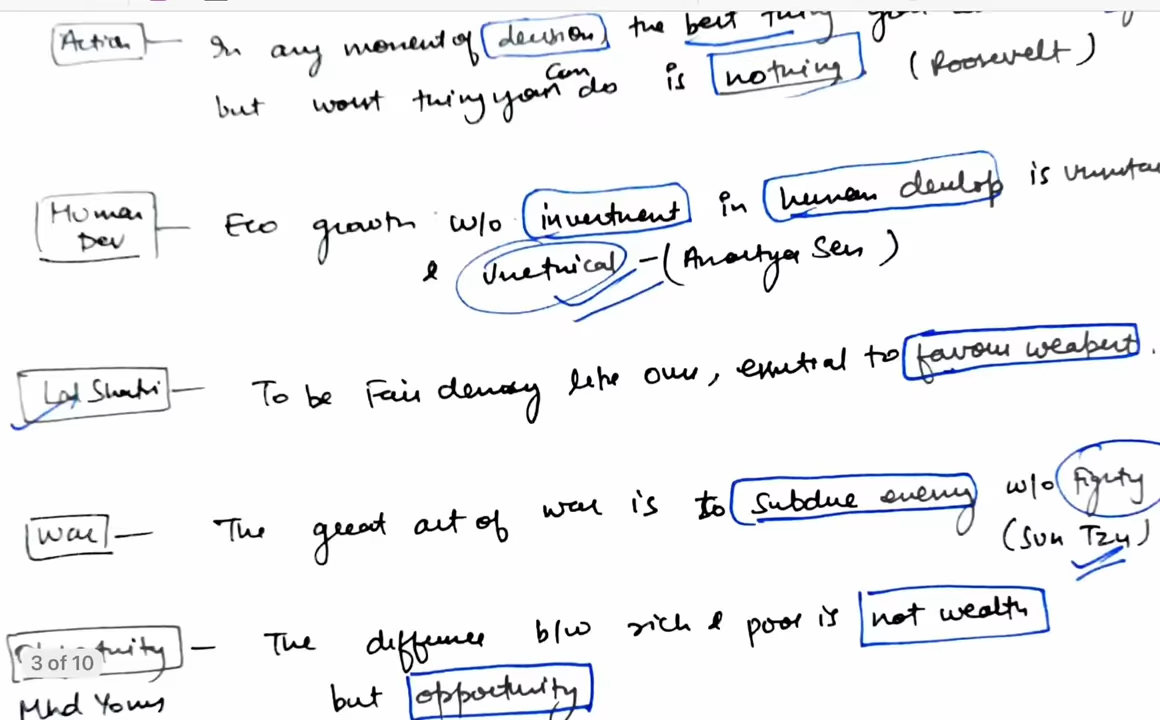 Action — In any moment of decision, the best thing you
but worst thing you can do is nothing (Roosevelt)
Human Dev — Eco growth w/o investment in human develop is
& Unethical — (Amartya Sen)
Lal Shastri — To be Fair democracy like ours, essential to favour weakest.
War — The great art of war is to subdue enemy w/o Fighting
(Sun Tzu)
The difference b/w rich & poor is not wealth
3 of 10
Mhd Younus but opportunity